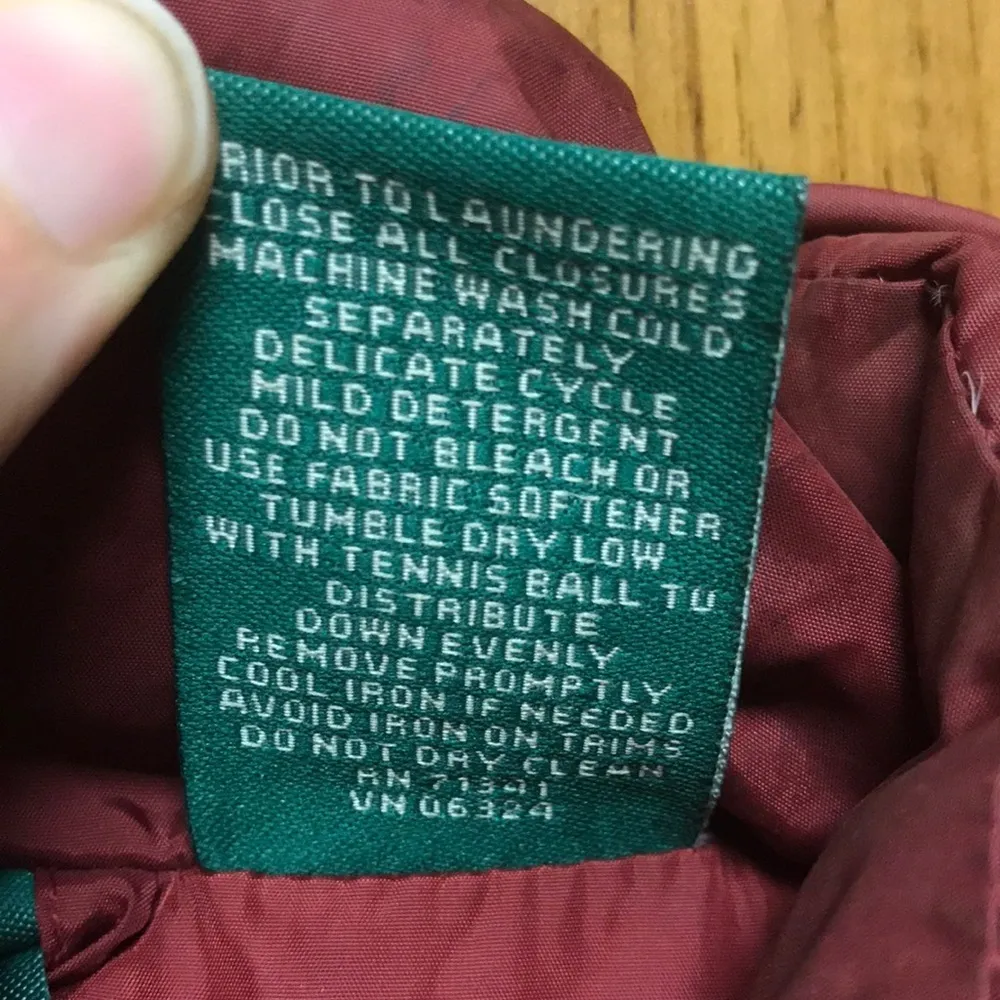 RIOR TO LAUNDERING
CLOSE ALL CLOSURES
MACHINE WASH COLD
SEPARATELY
DELICATE CYCLE
MILD DETERGENT
DO NOT BLEACH OR
USE FABRIC SOFTENER
TUMBLE DRY LOW
WITH TENNIS BALL TO
DISTRIBUTE
DOWN EVENLY
REMOVE PROMPTLY
COOL IRON IF NEEDED
AVOID IRON ON TRIMS
DO NOT DRY CLEAN
RN 71341
VN 06324